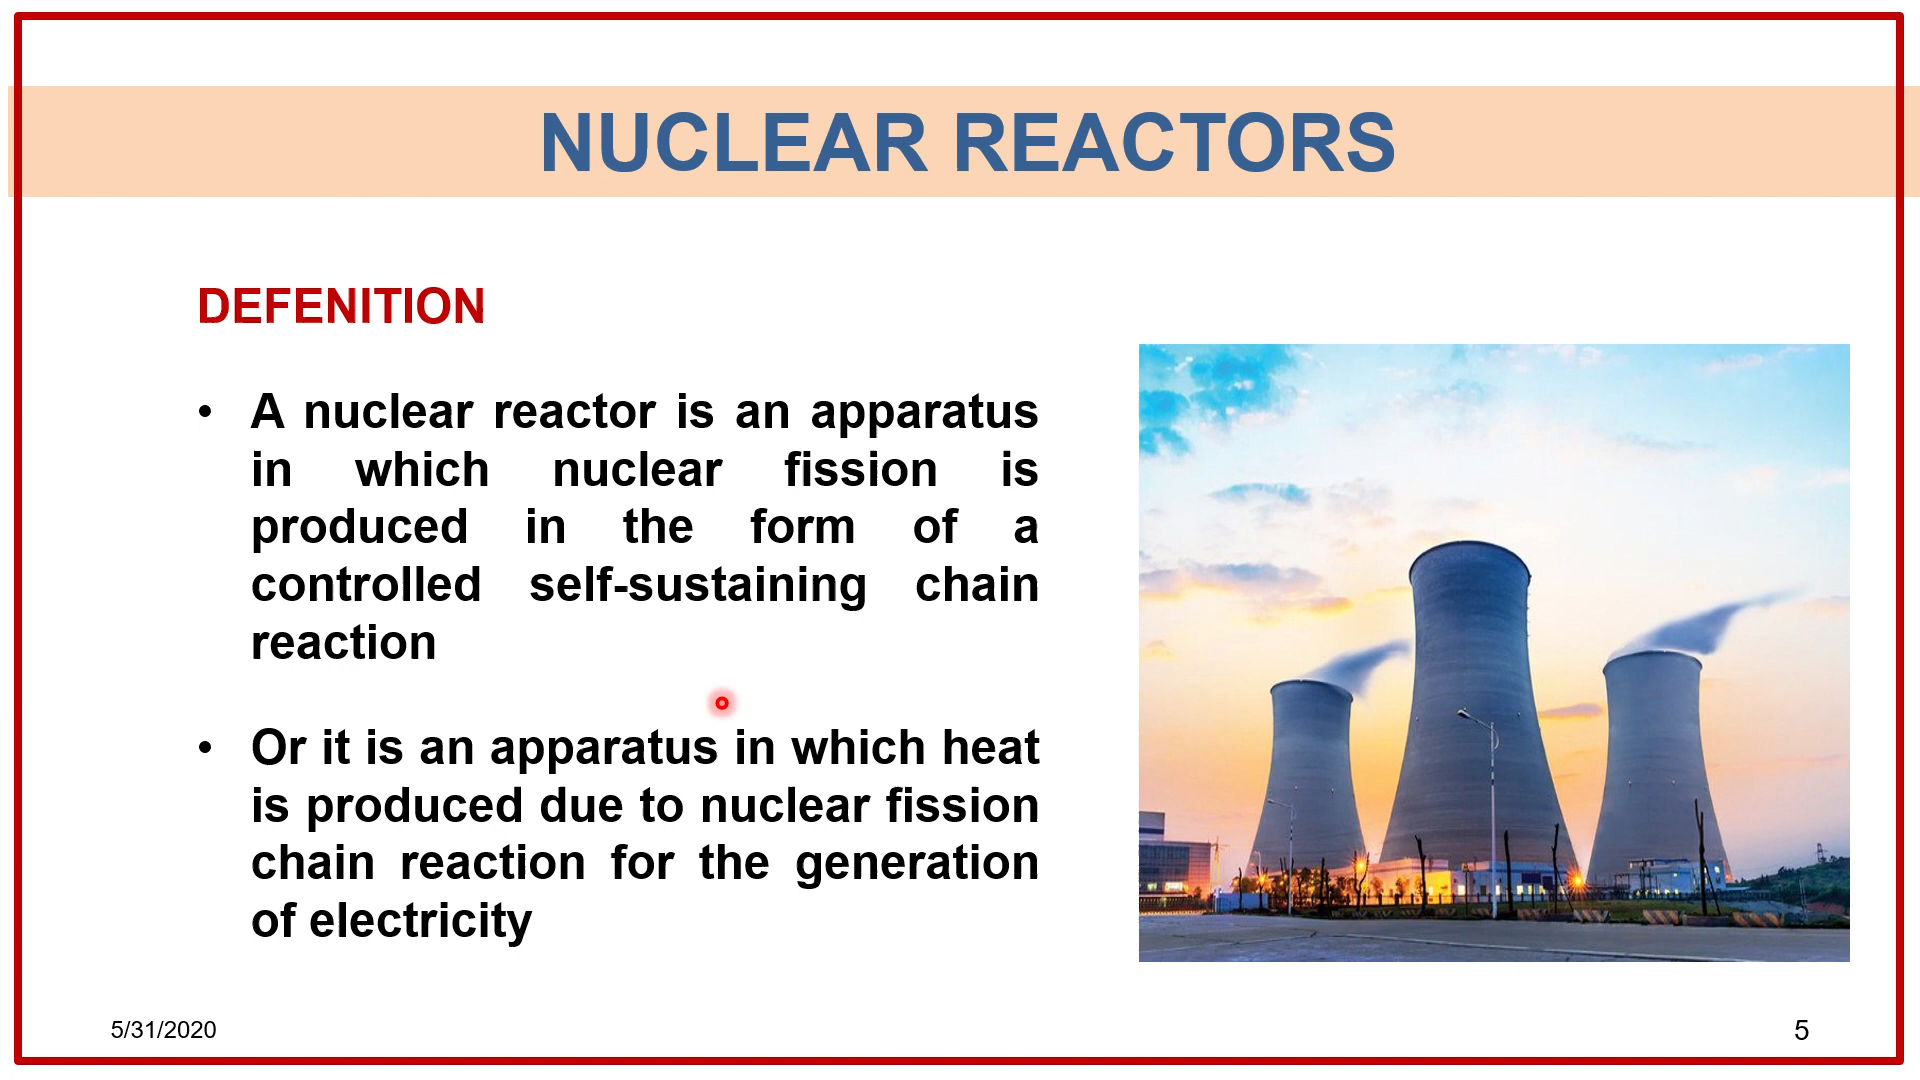 NUCLEAR REACTORS
DEFENITION
• A nuclear reactor is an apparatus
in which nuclear fission is
produced in the form of a
controlled self-sustaining chain
reaction
• Or it is an apparatus in which heat
is produced due to nuclear fission
chain reaction for the generation
of electricity
5/31/2020
5